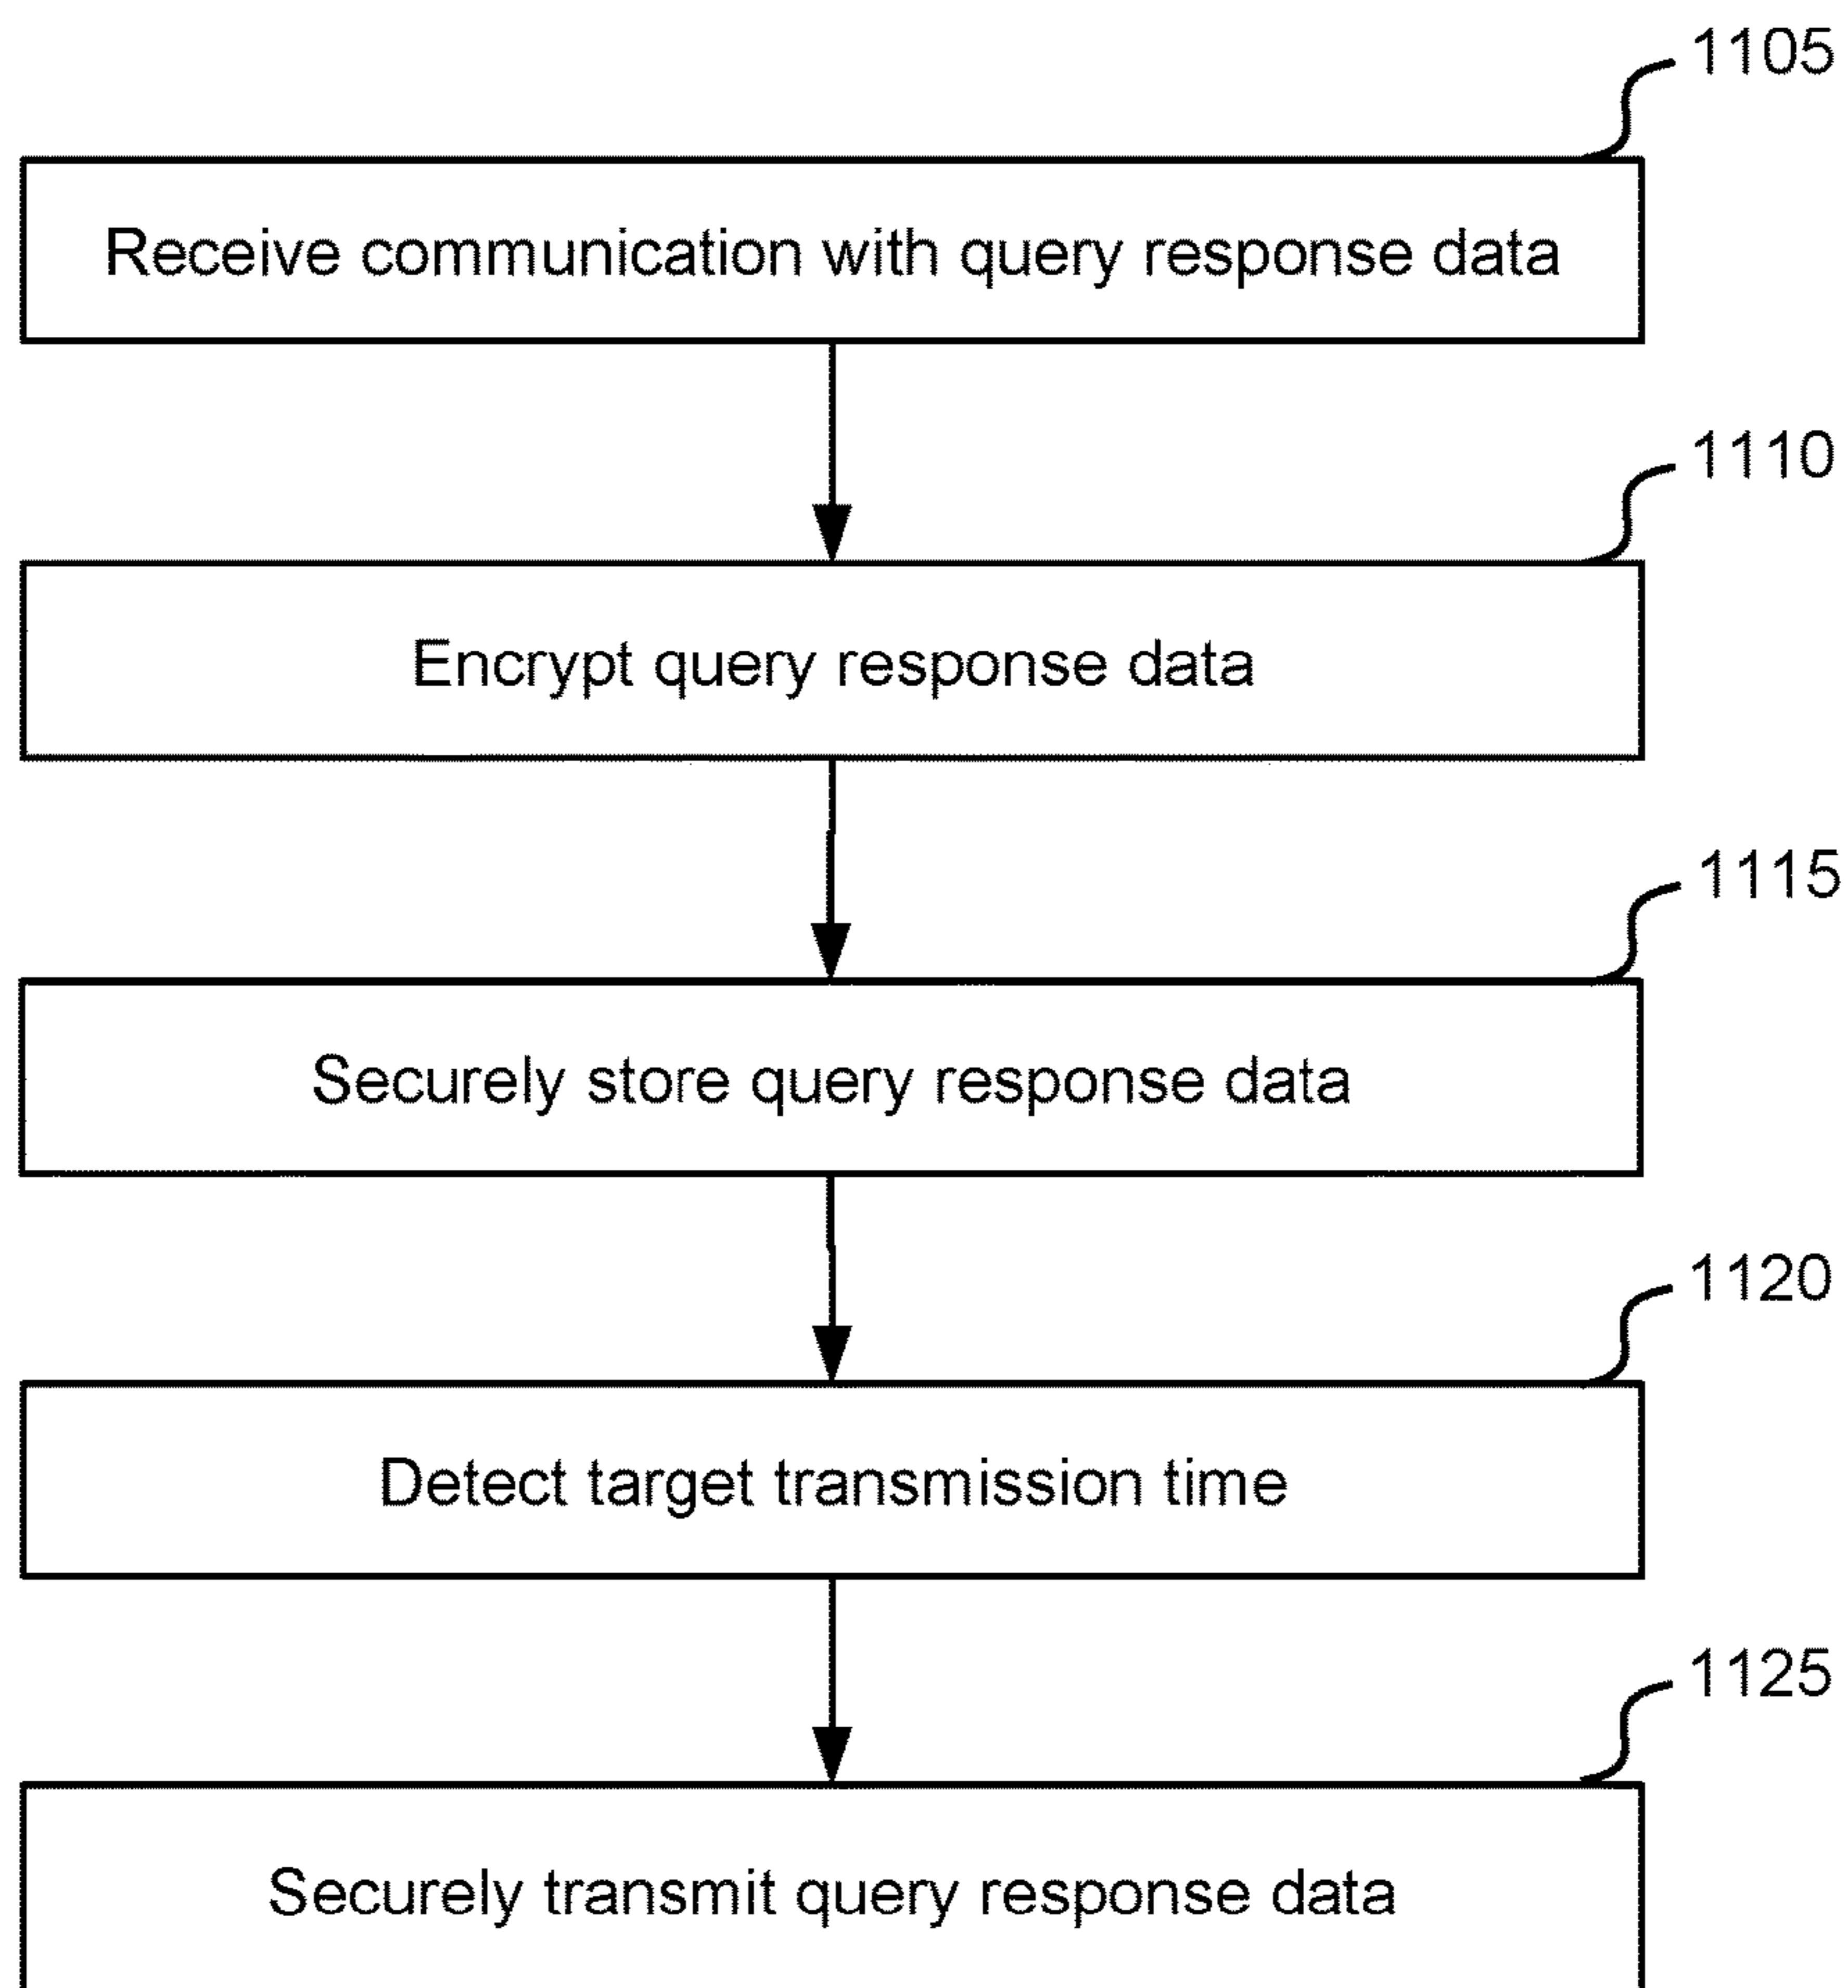 1105
Receive communication with query response data
1110
Encrypt query response data
1115
Securely store query response data
1120
Detect target transmission time
1125
Securely transmit query response data